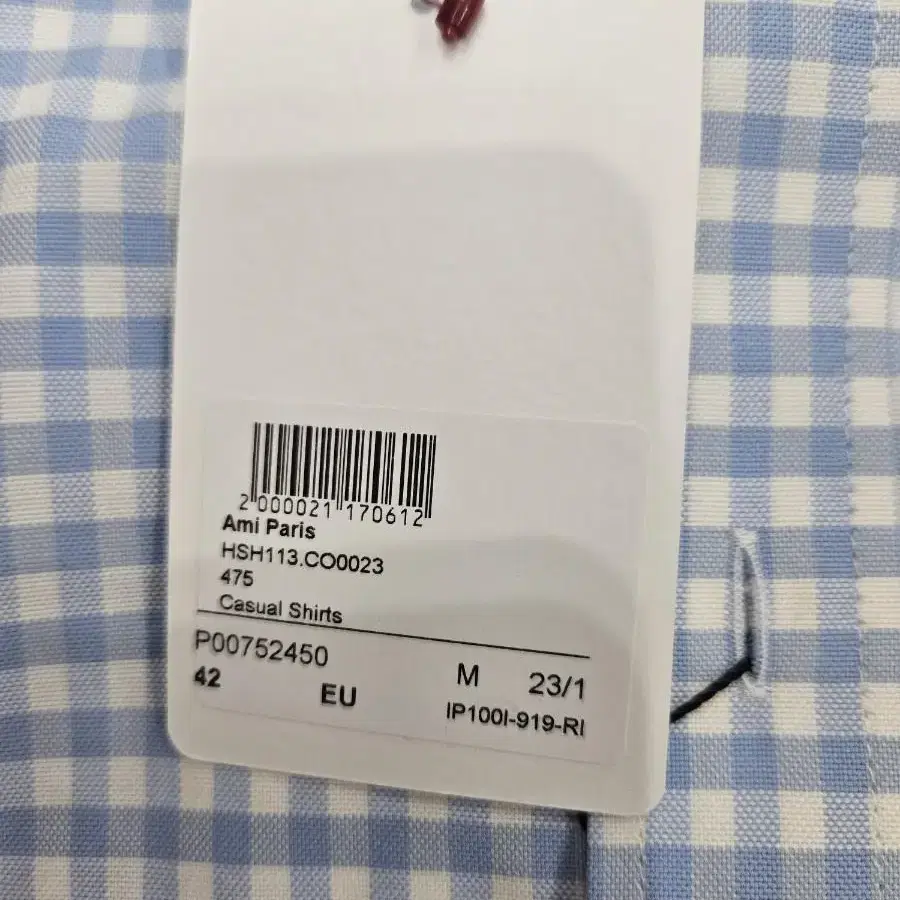 2 000021 170612
Ami Paris
HSH113.CO0023
475
Casual Shirts
P00752450 M 23/1
42 EU IP100I-919-RI